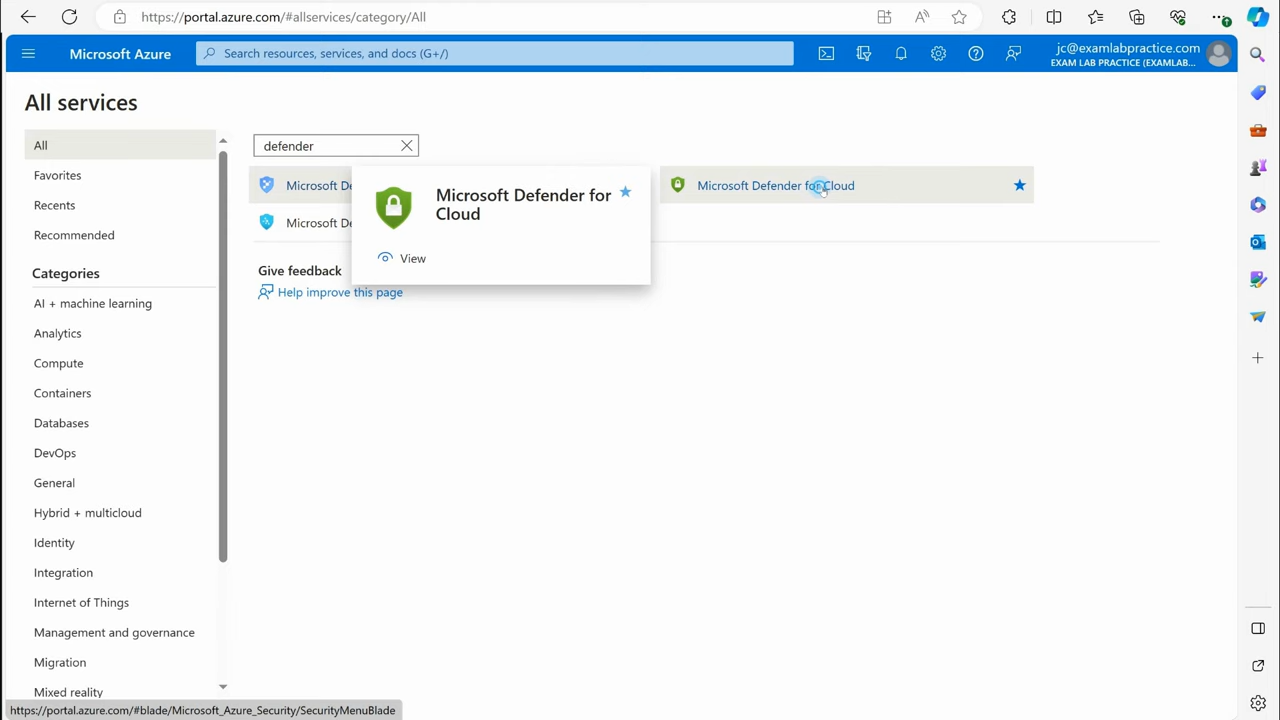 https://portal.azure.com/#allservices/category/All
Microsoft Azure
Search resources, services, and docs (G+/)
jc@examlabpractice.com
EXAM LAB PRACTICE (EXAMLAB...
All services
All
Favorites
Recents
Recommended
Categories
AI + machine learning
Analytics
Compute
Containers
Databases
DevOps
General
Hybrid + multicloud
Identity
Integration
Internet of Things
Management and governance
Migration
Mixed reality
defender
Microsoft De
Microsoft Defender for Cloud
Microsoft De
Microsoft Defender for
Cloud
View
Give feedback
Help improve this page
https://portal.azure.com/#blade/Microsoft_Azure_Security/SecurityMenuBlade